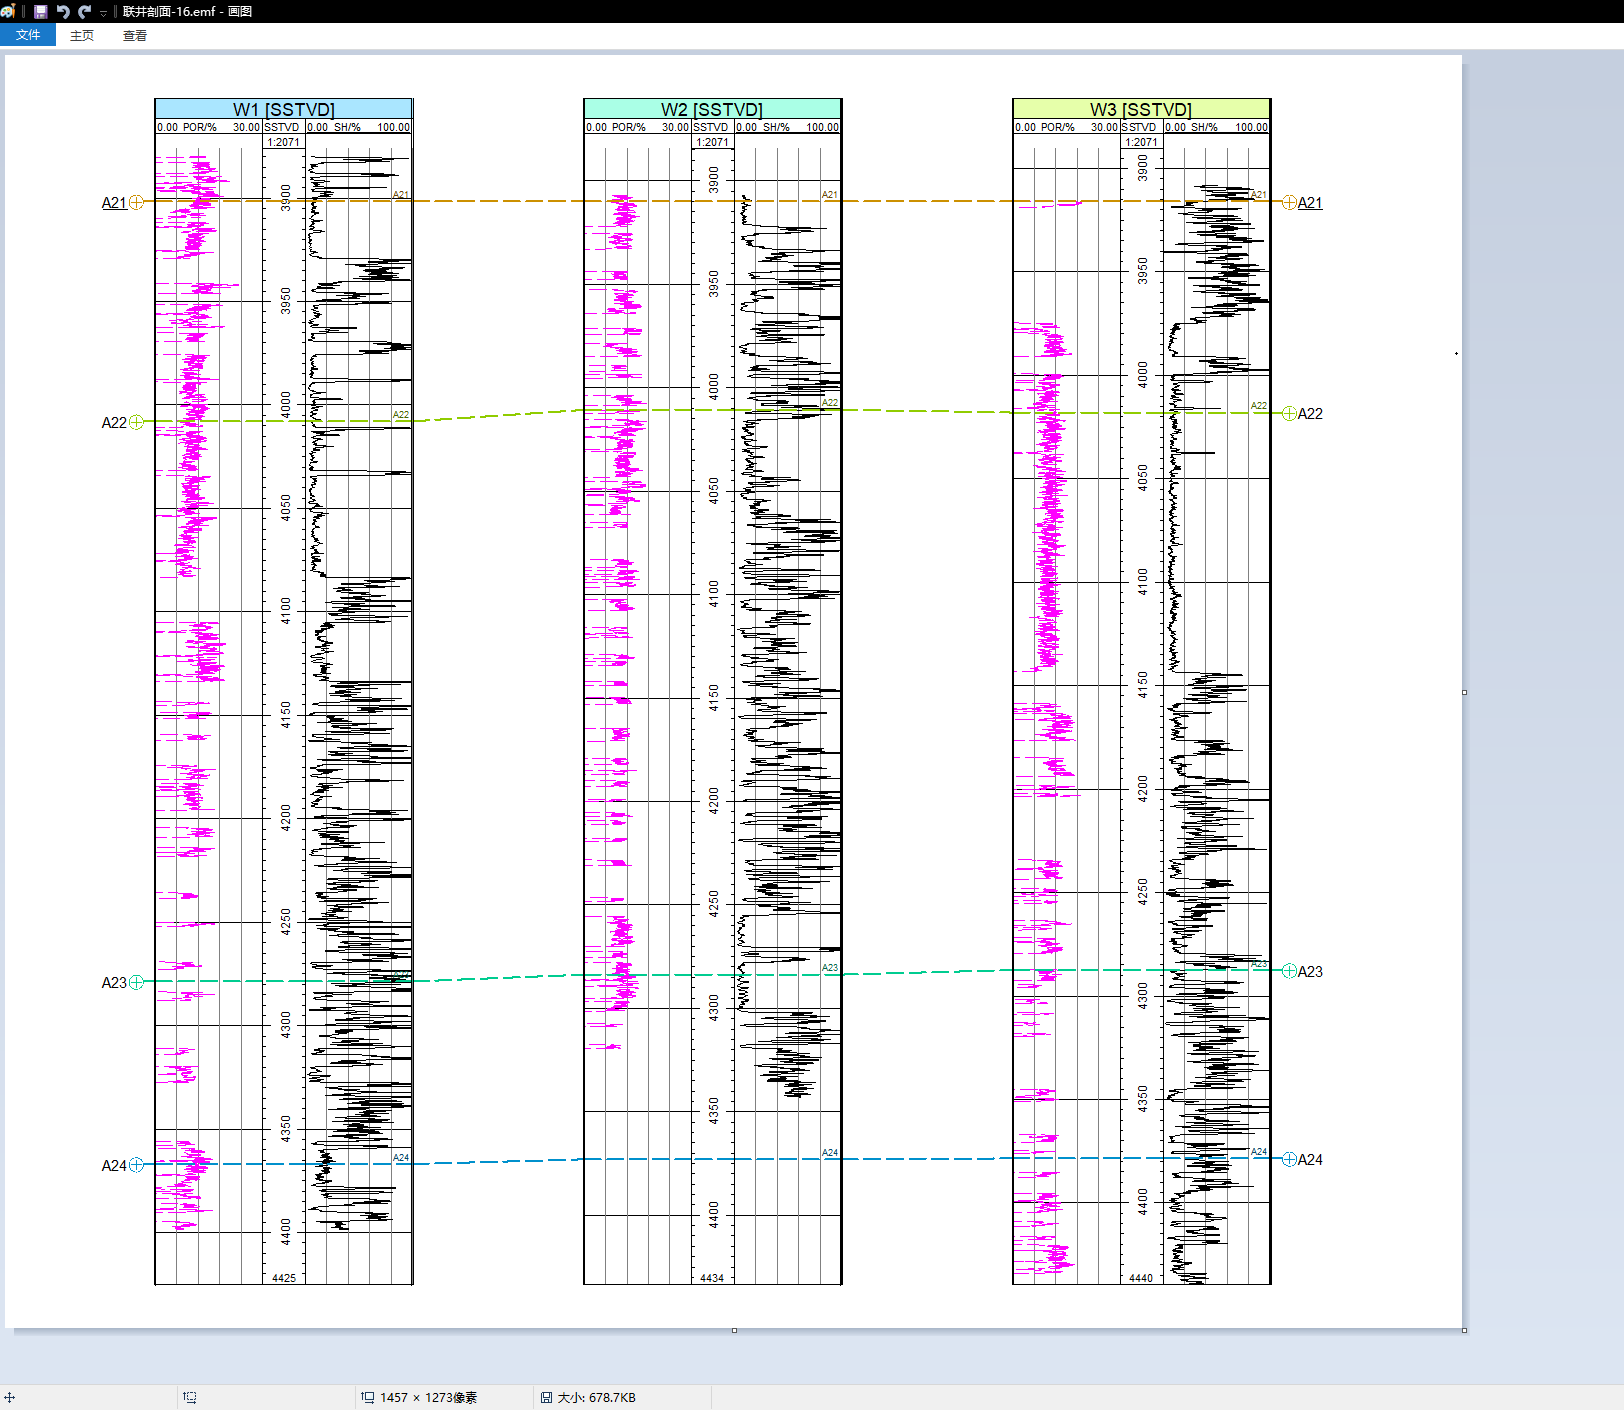 联井剖面-16.emf - 画图
文件 主页 查看
W1 [SSTVD]
0.00 POR/% 30.00 SSTVD 0.00 SH/% 100.00
1:2071
3900
3950
4000
4050
4100
4150
4200
4250
4300
4350
4400
4425
A21
A22
A24
W2 [SSTVD]
0.00 POR/% 30.00 SSTVD 0.00 SH/% 100.00
1:2071
3900
3950
4000
4050
4100
4150
4200
4250
4300
4350
4400
4434
A21
A22
A23
A24
W3 [SSTVD]
0.00 POR/% 30.00 SSTVD 0.00 SH/% 100.00
1:2071
3900
3950
4000
4050
4100
4150
4200
4250
4300
4350
4400
4440
A21
A22
A23
A24
A21 A21
A22 A22
A23 A23
A24 A24
1457 × 1273像素 大小: 678.7KB